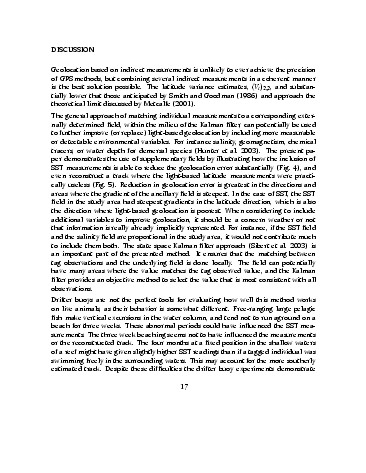 DISCUSSION
Geolocation based on indirect measurements is unlikely to ever achieve the precision
of GPS methods, but combining several indirect measurements in a coherent manner
is the best solution possible. The latitude variance estimates, and substan-
tially lower that those anticipated by Smith and Goodman (1986) and approach the
theoretical limit discussed by Metcalfe (2001).
The general approach of matching individual measurements to a corresponding exter-
nally determined field, within in the milieu of the Kalman filter can potentially be used
to further improve (or replace) light-based geolocation by including more measurable
or detectable environmental variables. For instance salinity, geomagnetism, chemical
tracers, or water depth for demersal species (Hunter et al. 2003). The present pa-
per demonstrates the use of supplementary fields by illustrating how the inclusion of
SST measurements is able to reduce the geolocation error substantially (Fig. 4), and
even reconstruct a track where the light-based latitude measurements were practi-
cally useless (Fig. 5). Reduction in geolocation error is greatest in the directions and
areas where the gradient of the ancillary field is steepest. In the case of SST, the SST
field in the study area had steepest gradients in the latitude direction, which is also
the direction where light-based geolocation is poorest. When considering to include
additional variables to improve geolocation, it should be a concern weather or not
that information is really already implicitly represented. For instance, if the SST field
and the salinity field are proportional in the study area, it would not contribute much
to include them both. The state space Kalman filter approach (Sibert et al. 2003) is
an important part of the presented method. It ensures that the matching between
tag observations and the underlying field is done locally. The field can potentially
have many areas where the value matches the tag observed value, and the Kalman
filter provides an objective method to select the value that is most consistent with all
observations.
Drifter buoys are not the perfect tools for evaluating how well this method works
on live animals, as their behavior is somewhat different. Free-ranging large pelagic
fish make vertical excursions in the water column, and tend not to run aground on a
beach for three weeks. These abnormal periods could have influenced the SST mea-
surements. The three week beaching seems not to have influenced the measurements
or the reconstructed track. The four months at a fixed position in the shallow waters
of a reef might have given slightly higher SST readings than if a tagged individual was
swimming freely in the surrounding waters. This may account for the more southerly
estimated track. Despite these difficulties the drifter buoy experiments demonstrate
17